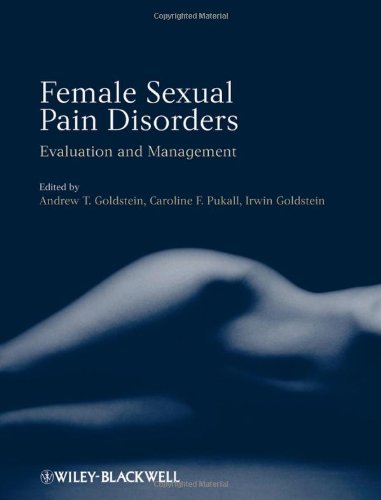 Copyrighted Material
Female Sexual
Pain Disorders
Evaluation and Management
Edited by
Andrew T. Goldstein, Caroline F. Pukall, Irwin Goldstein
WILEY-BLACKWELL
Copyrighted Material